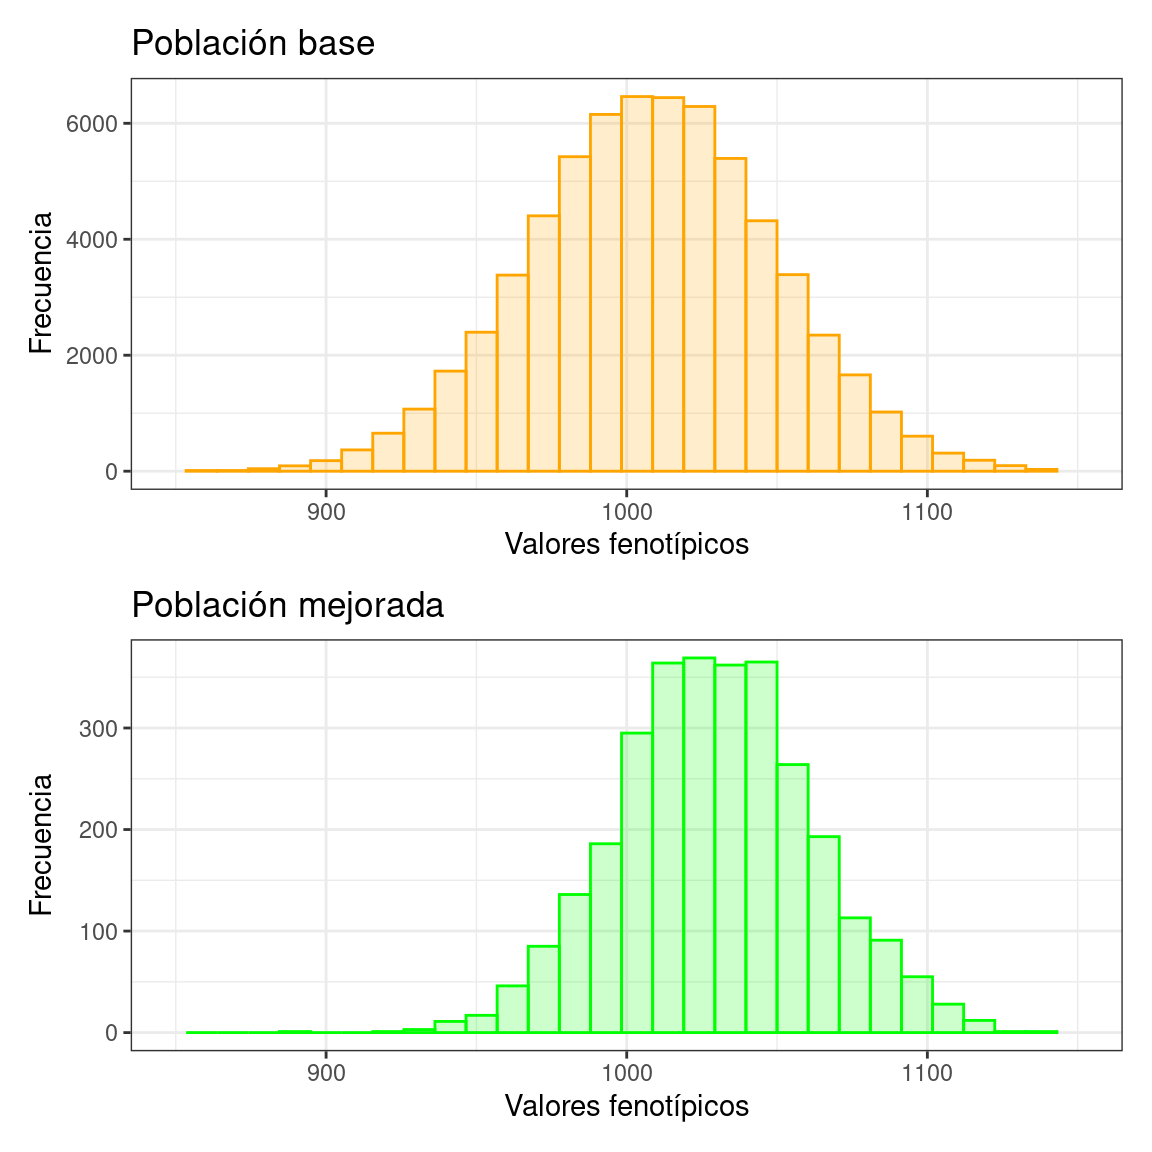 Población base
6000
4000
2000
0
Frecuencia
900 1000 1100
Valores fenotípicos
Población mejorada
300
200
100
0
Frecuencia
900 1000 1100
Valores fenotípicos